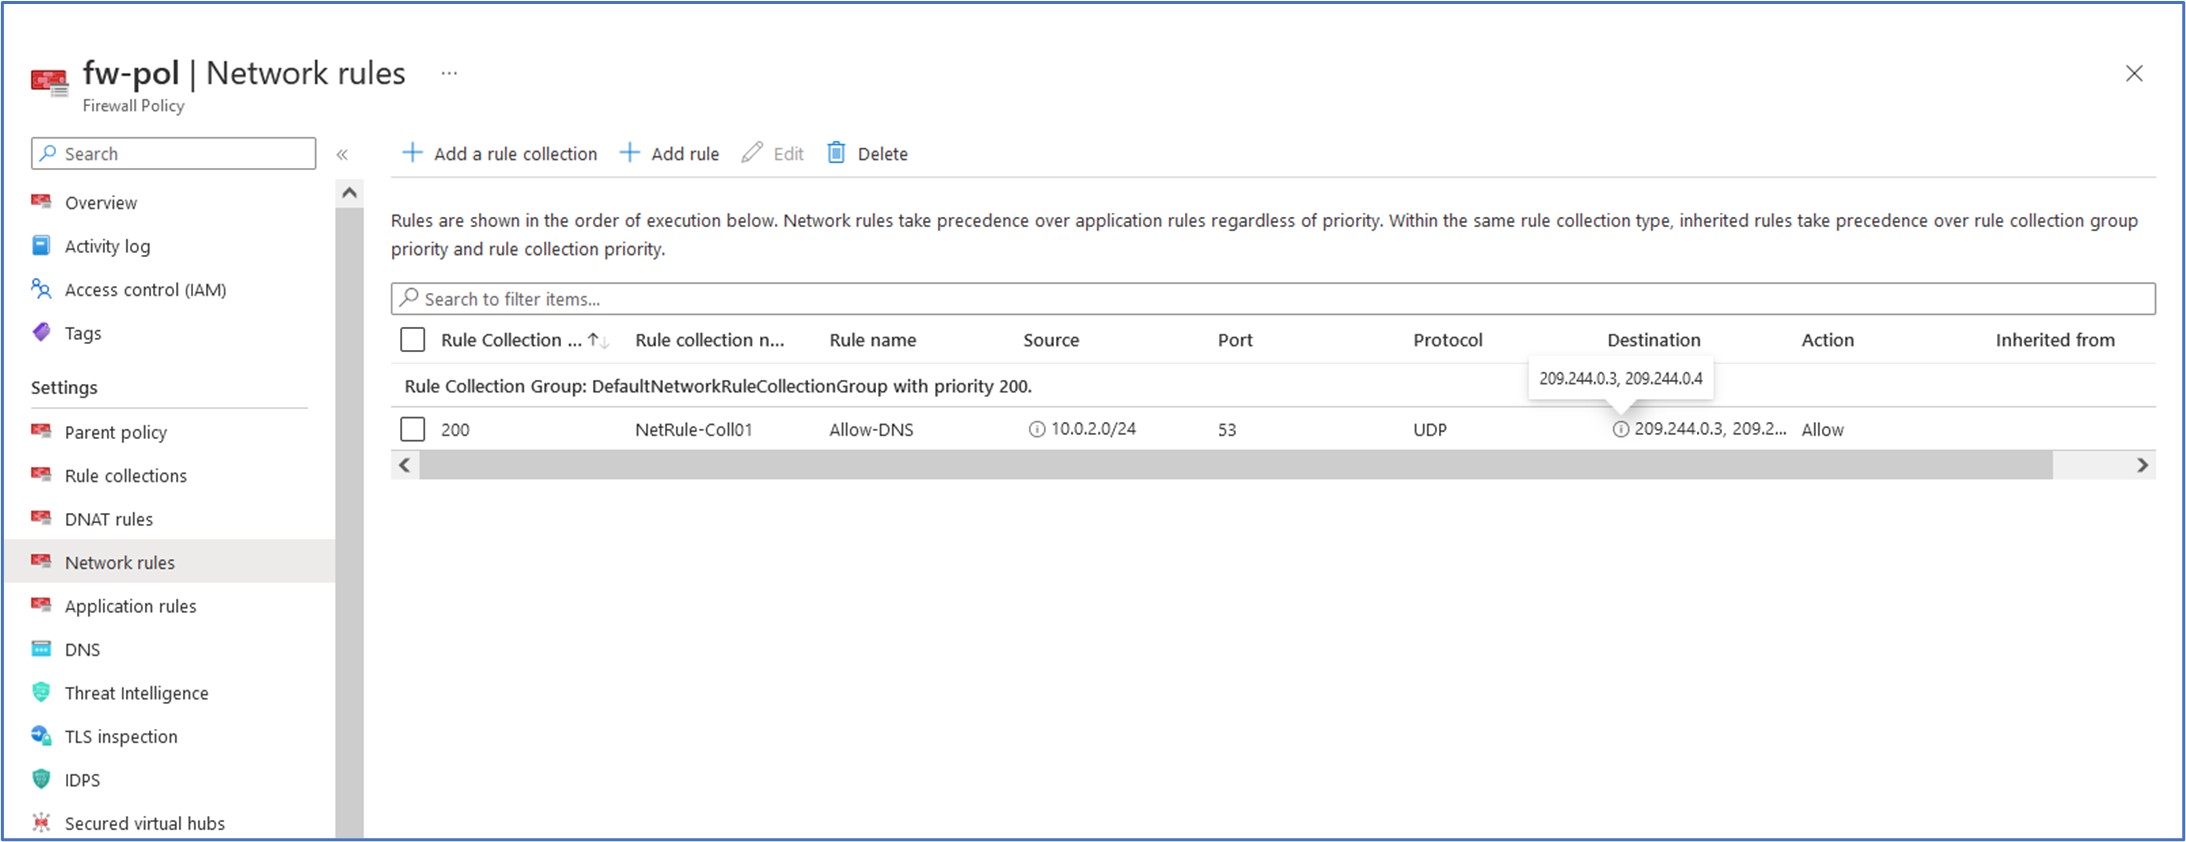 fw-pol | Network rules ...
Firewall Policy
Search
«
Add a rule collection
Add rule
Edit
Delete
Overview
Activity log
Access control (IAM)
Tags
Settings
Parent policy
Rule collections
DNAT rules
Network rules
Application rules
DNS
Threat Intelligence
TLS inspection
IDPS
Secured virtual hubs
Rules are shown in the order of execution below. Network rules take precedence over application rules regardless of priority. Within the same rule collection type, inherited rules take precedence over rule collection group
priority and rule collection priority.
Search to filter items...
Rule Collection ... Rule collection n... Rule name Source Port Protocol Destination Action Inherited from
209.244.0.3, 209.244.0.4
Rule Collection Group: DefaultNetworkRuleCollectionGroup with priority 200.
200 NetRule-Coll01 Allow-DNS 10.0.2.0/24 53 UDP 209.244.0.3, 209.2... Allow